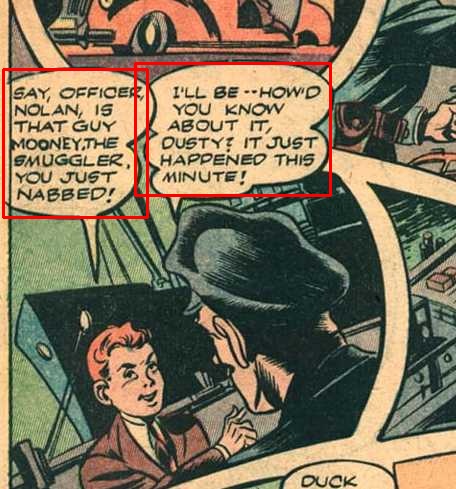 SAY, OFFICER
NOLAN, IS
THAT GUY
MOONEY, THE
SMUGGLER,
YOU JUST
NABBED!
I'LL BE--HOW'D
YOU KNOW
ABOUT IT,
DUSTY? IT JUST
HAPPENED THIS
MINUTE!
DUCK